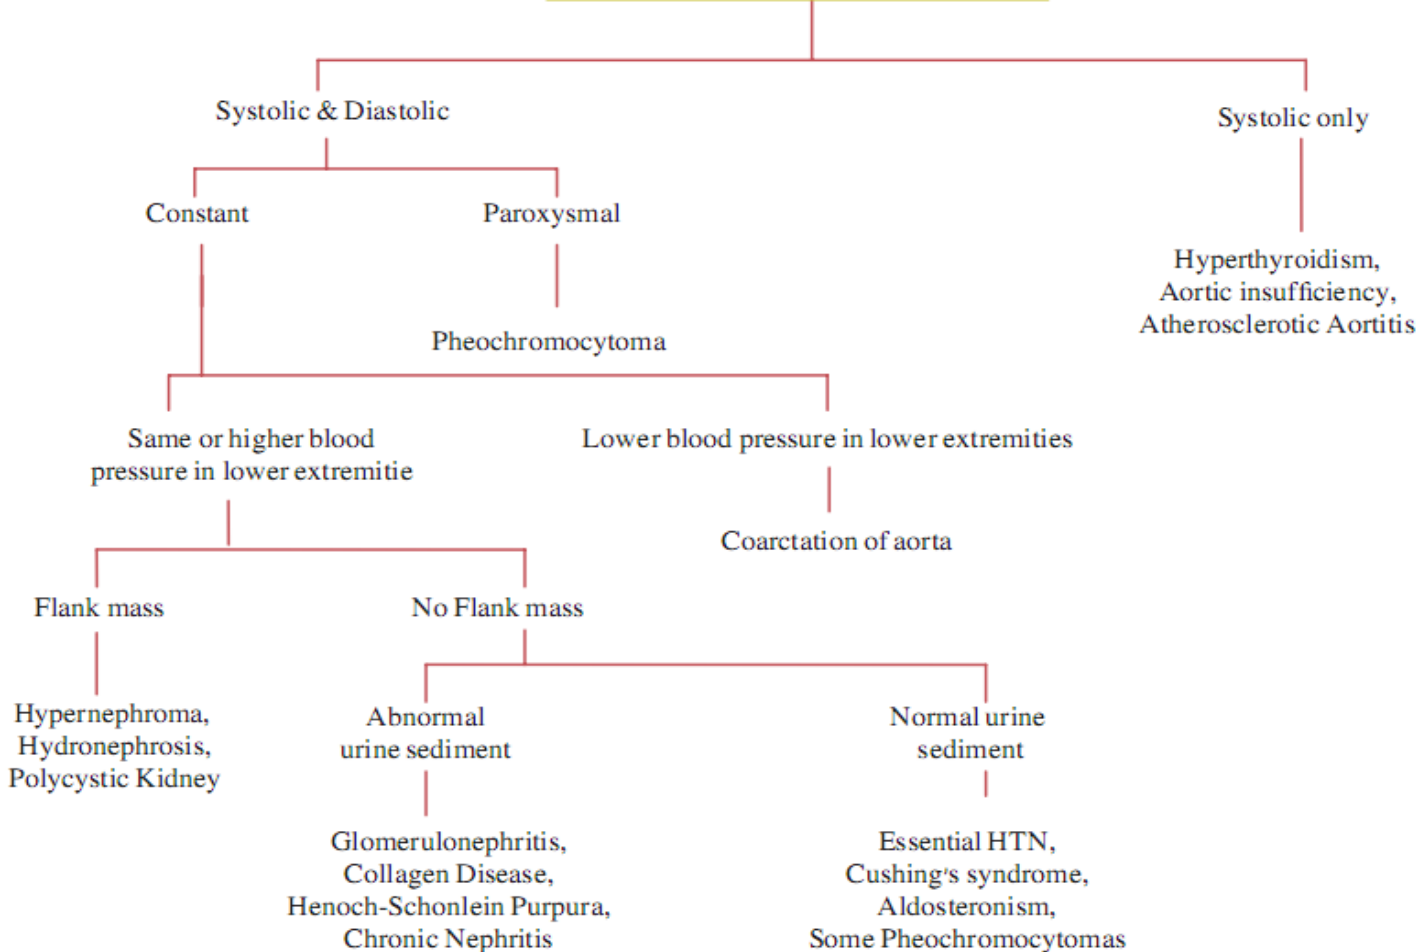 Systolic & Diastolic
Systolic only
Constant
Paroxysmal
Hyperthyroidism,
Aortic insufficiency,
Atherosclerotic Aortitis
Pheochromocytoma
Same or higher blood
pressure in lower extremitie
Lower blood pressure in lower extremities
Coarctation of aorta
Flank mass
No Flank mass
Hypernephroma,
Hydronephrosis,
Polycystic Kidney
Abnormal
urine sediment
Normal urine
sediment
Glomerulonephritis,
Collagen Disease,
Henoch-Schonlein Purpura,
Chronic Nephritis
Essential HTN,
Cushing's syndrome,
Aldosteronism,
Some Pheochromocytomas